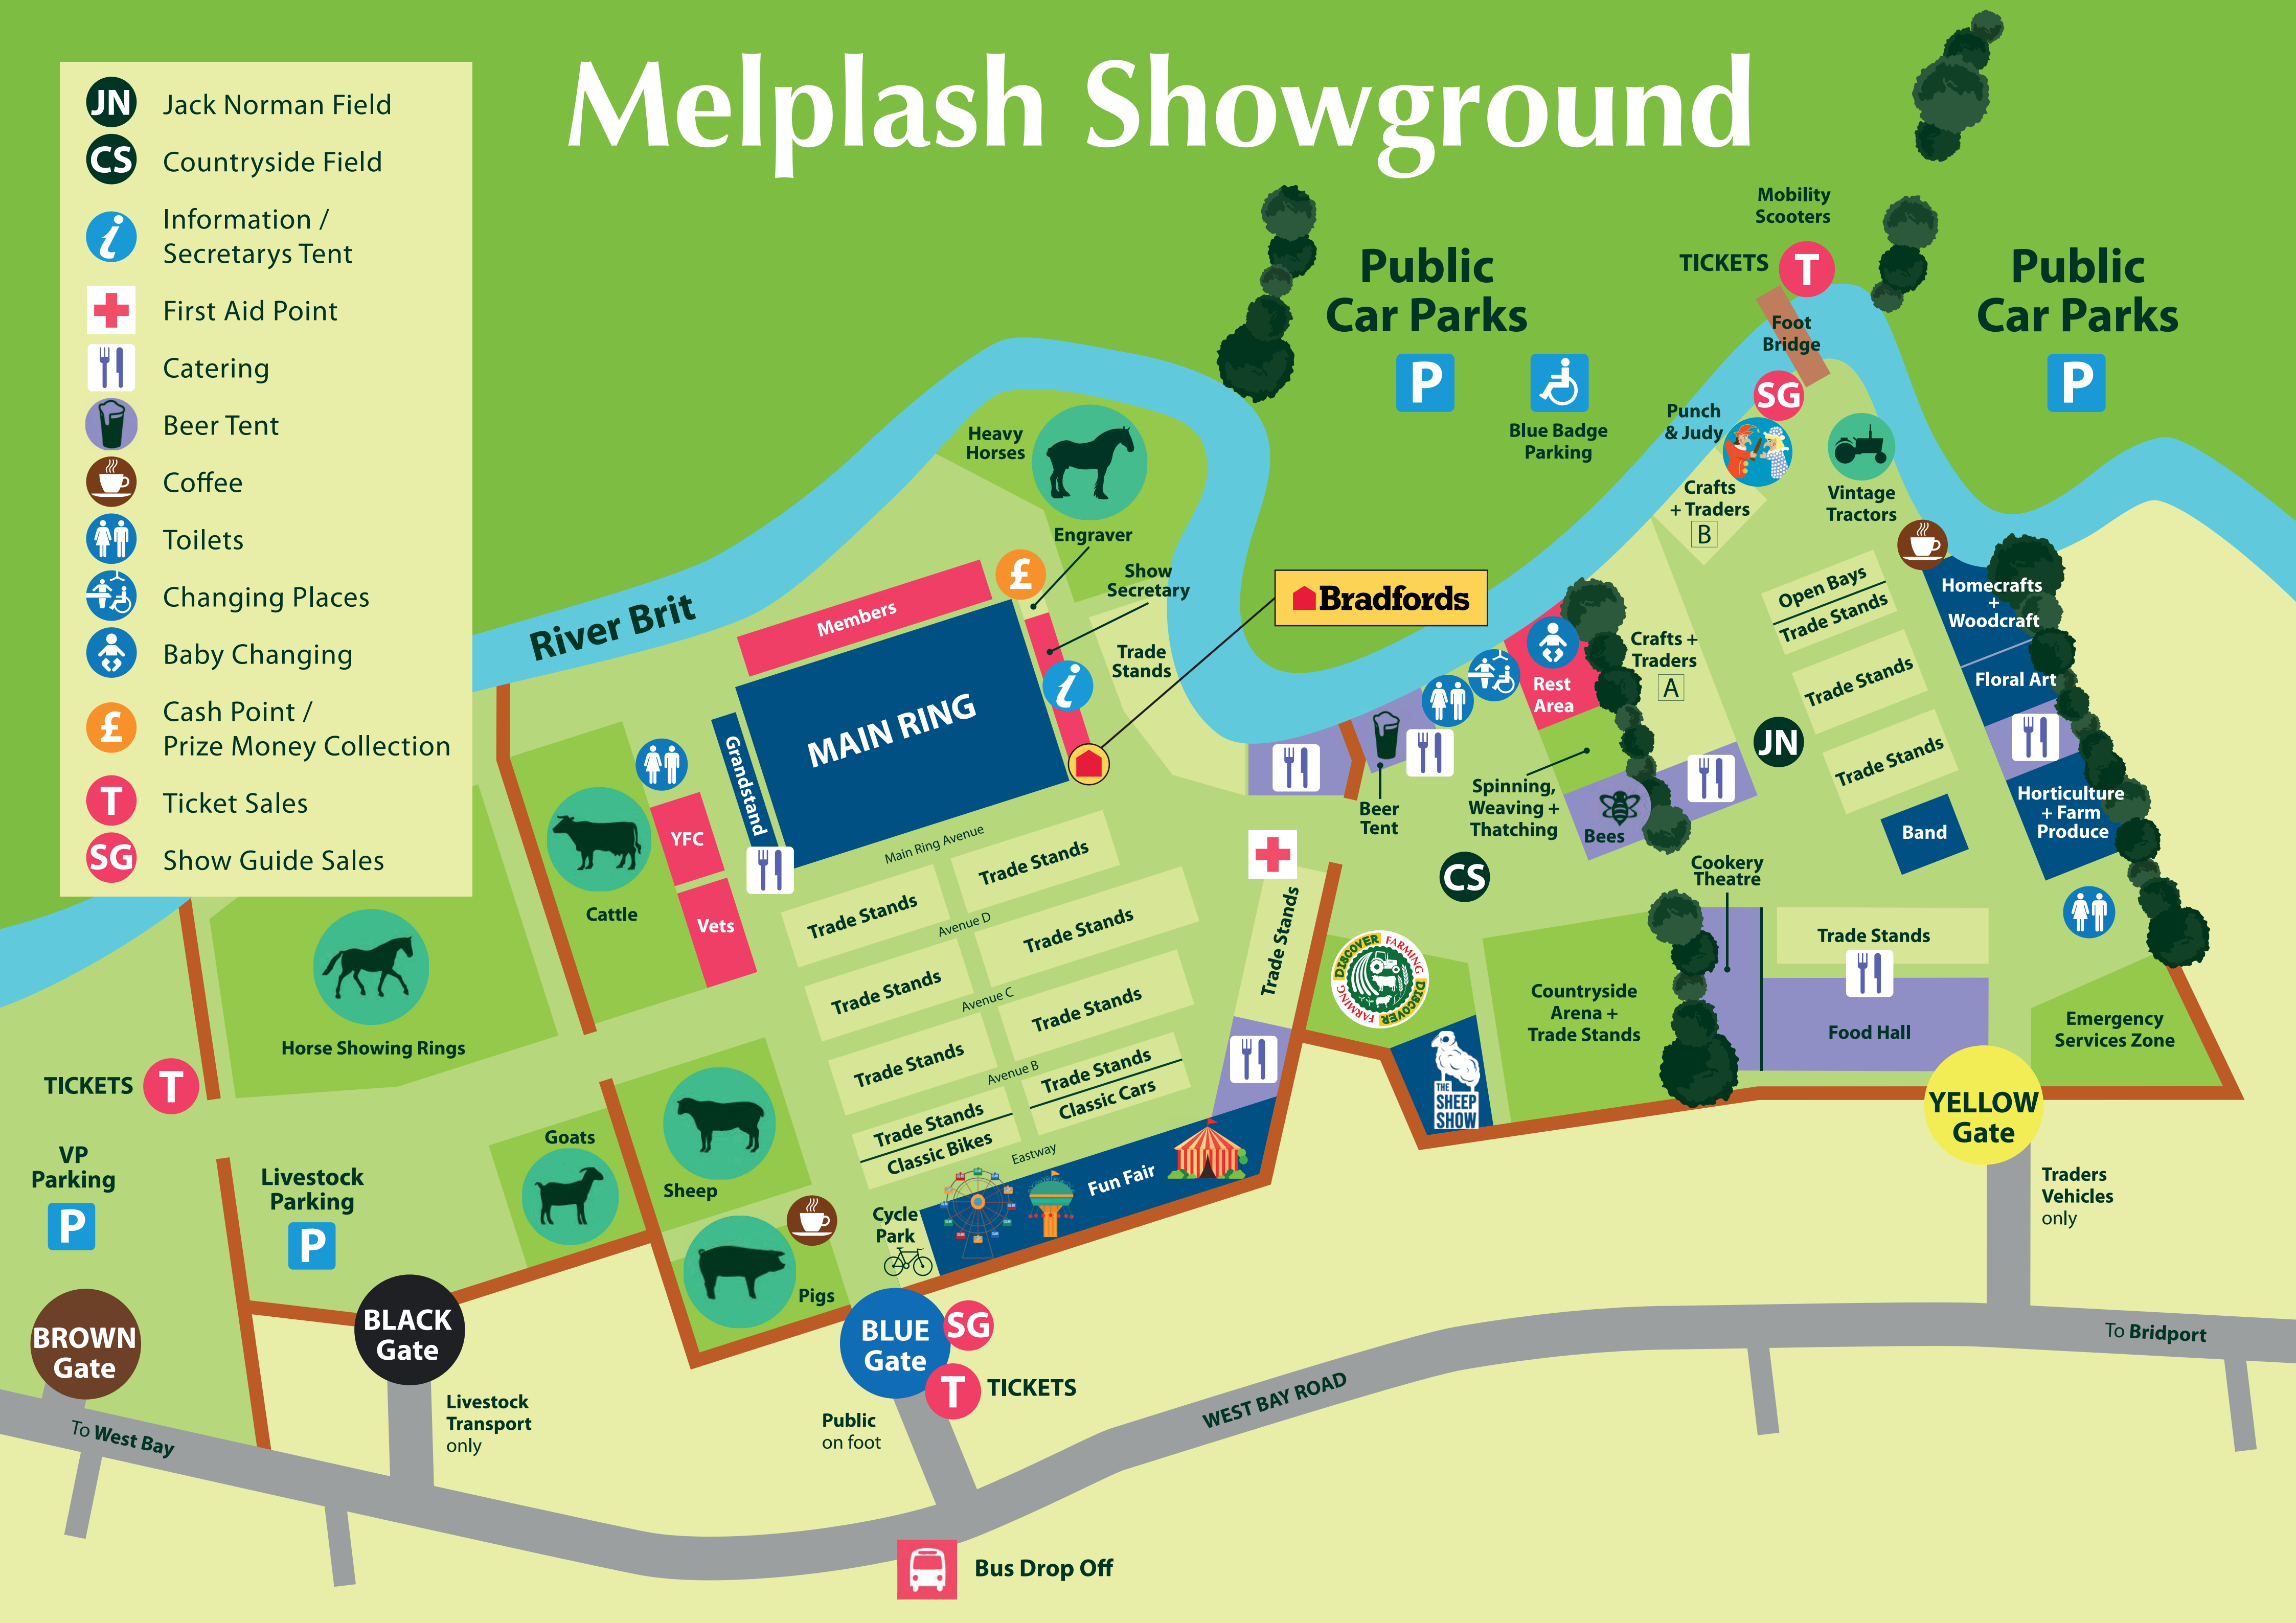 Melplash Showground
JN Jack Norman Field
CS Countryside Field
i Information /
Secretarys Tent
First Aid Point
Catering
Beer Tent
Coffee
Toilets
Changing Places
Baby Changing
£ Cash Point /
Prize Money Collection
T Ticket Sales
SG Show Guide Sales
Mobility
Scooters
TICKETS T
Foot
Bridge
SG
Public
Car Parks
P
Blue Badge
Parking
Public
Car Parks
P
Punch
& Judy
Crafts
+ Traders
B
Vintage
Tractors
Heavy
Horses
Engraver
£
Show
Secretary
i
Trade
Stands
Bradfords
River Brit
Members
MAIN RING
Grandstand
Main Ring Avenue
YFC
Vets
Cattle
Horse Showing Rings
Rest
Area
Crafts +
Traders
A
Beer
Tent
Spinning,
Weaving +
Thatching
Bees
JN
CS
Open Bays
Trade Stands
Trade Stands
Trade Stands
Band
Homecrafts
+
Woodcraft
Floral Art
Horticulture
+ Farm
Produce
Cookery
Theatre
Trade Stands
Food Hall
Emergency
Services Zone
Countryside
Arena +
Trade Stands
DISCOVER FARMING
DISCOVER FARMING
THE
SHEEP
SHOW
Trade Stands
Trade Stands
Trade Stands
Avenue D
Trade Stands
Trade Stands
Avenue C
Trade Stands
Trade Stands
Avenue B
Trade Stands
Classic Bikes
Trade Stands
Classic Cars
Eastway
Fun Fair
Cycle
Park
Sheep
Goats
Pigs
TICKETS T
VP
Parking
P
Livestock
Parking
P
BROWN
Gate
BLACK
Gate
Livestock
Transport
only
BLUE
Gate
SG
T TICKETS
Public
on foot
YELLOW
Gate
Traders
Vehicles
only
To West Bay
WEST BAY ROAD
To Bridport
Bus Drop Off